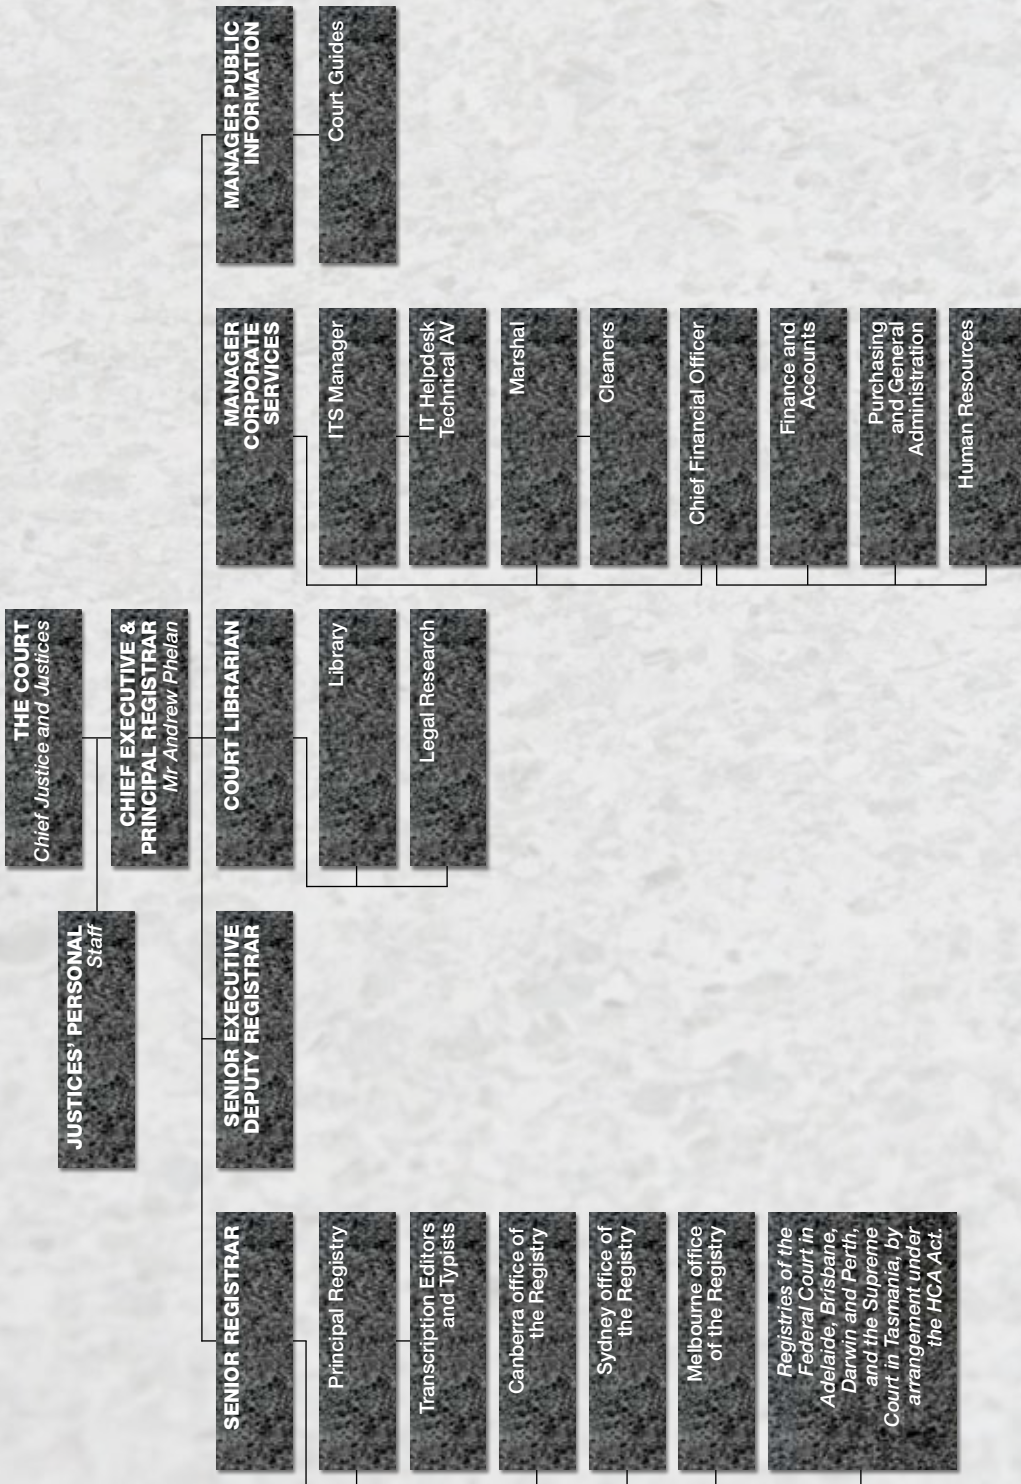 THE COURT
Chief Justice and Justices
JUSTICES' PERSONAL
Staff
CHIEF EXECUTIVE &
PRINCIPAL REGISTRAR
Mr Andrew Phelan
SENIOR REGISTRAR
Principal Registry
Transcription Editors
and Typists
Canberra office of
the Registry
Sydney office of
the Registry
Melbourne office
of the Registry
Registries of the
Federal Court in
Adelaide, Brisbane,
Darwin and Perth,
and the Supreme
Court in Tasmania, by
arrangement under
the HCA Act.
SENIOR EXECUTIVE
DEPUTY REGISTRAR
COURT LIBRARIAN
Library
Legal Research
MANAGER
CORPORATE
SERVICES
ITS Manager
IT Helpdesk
Technical AV
Marshal
Cleaners
Chief Financial Officer
Finance and
Accounts
Purchasing
and General
Administration
Human Resources
MANAGER PUBLIC
INFORMATION
Court Guides